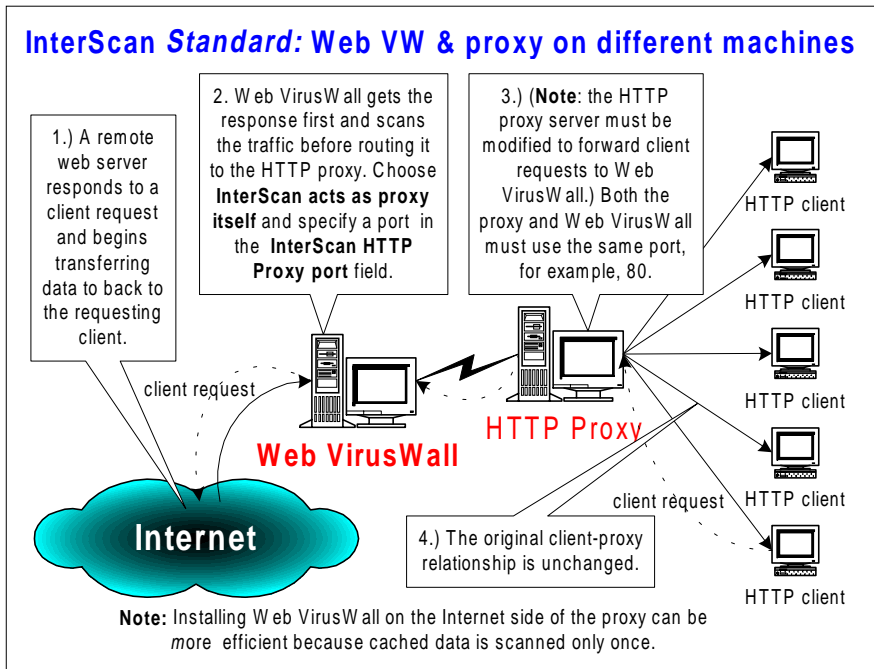 InterScan Standard: Web VW & proxy on different machines
1.) A remote
web server
responds to a
client request
and begins
transferring
data to back to
the requesting
client.
2. Web VirusWall gets the
response first and scans
the traffic before routing it
to the HTTP proxy. Choose
InterScan acts as proxy
itself and specify a port in
the InterScan HTTP
Proxy port field.
3.) (Note: the HTTP
proxy server must be
modified to forward client
requests to Web
VirusWall.) Both the
proxy and Web VirusWall
must use the same port,
for example, 80.
HTTP client
HTTP client
HTTP client
HTTP client
HTTP client
client request
Web VirusWall
HTTP Proxy
client request
Internet
4.) The original client-proxy
relationship is unchanged.
Note: Installing Web VirusWall on the Internet side of the proxy can be
more efficient because cached data is scanned only once.